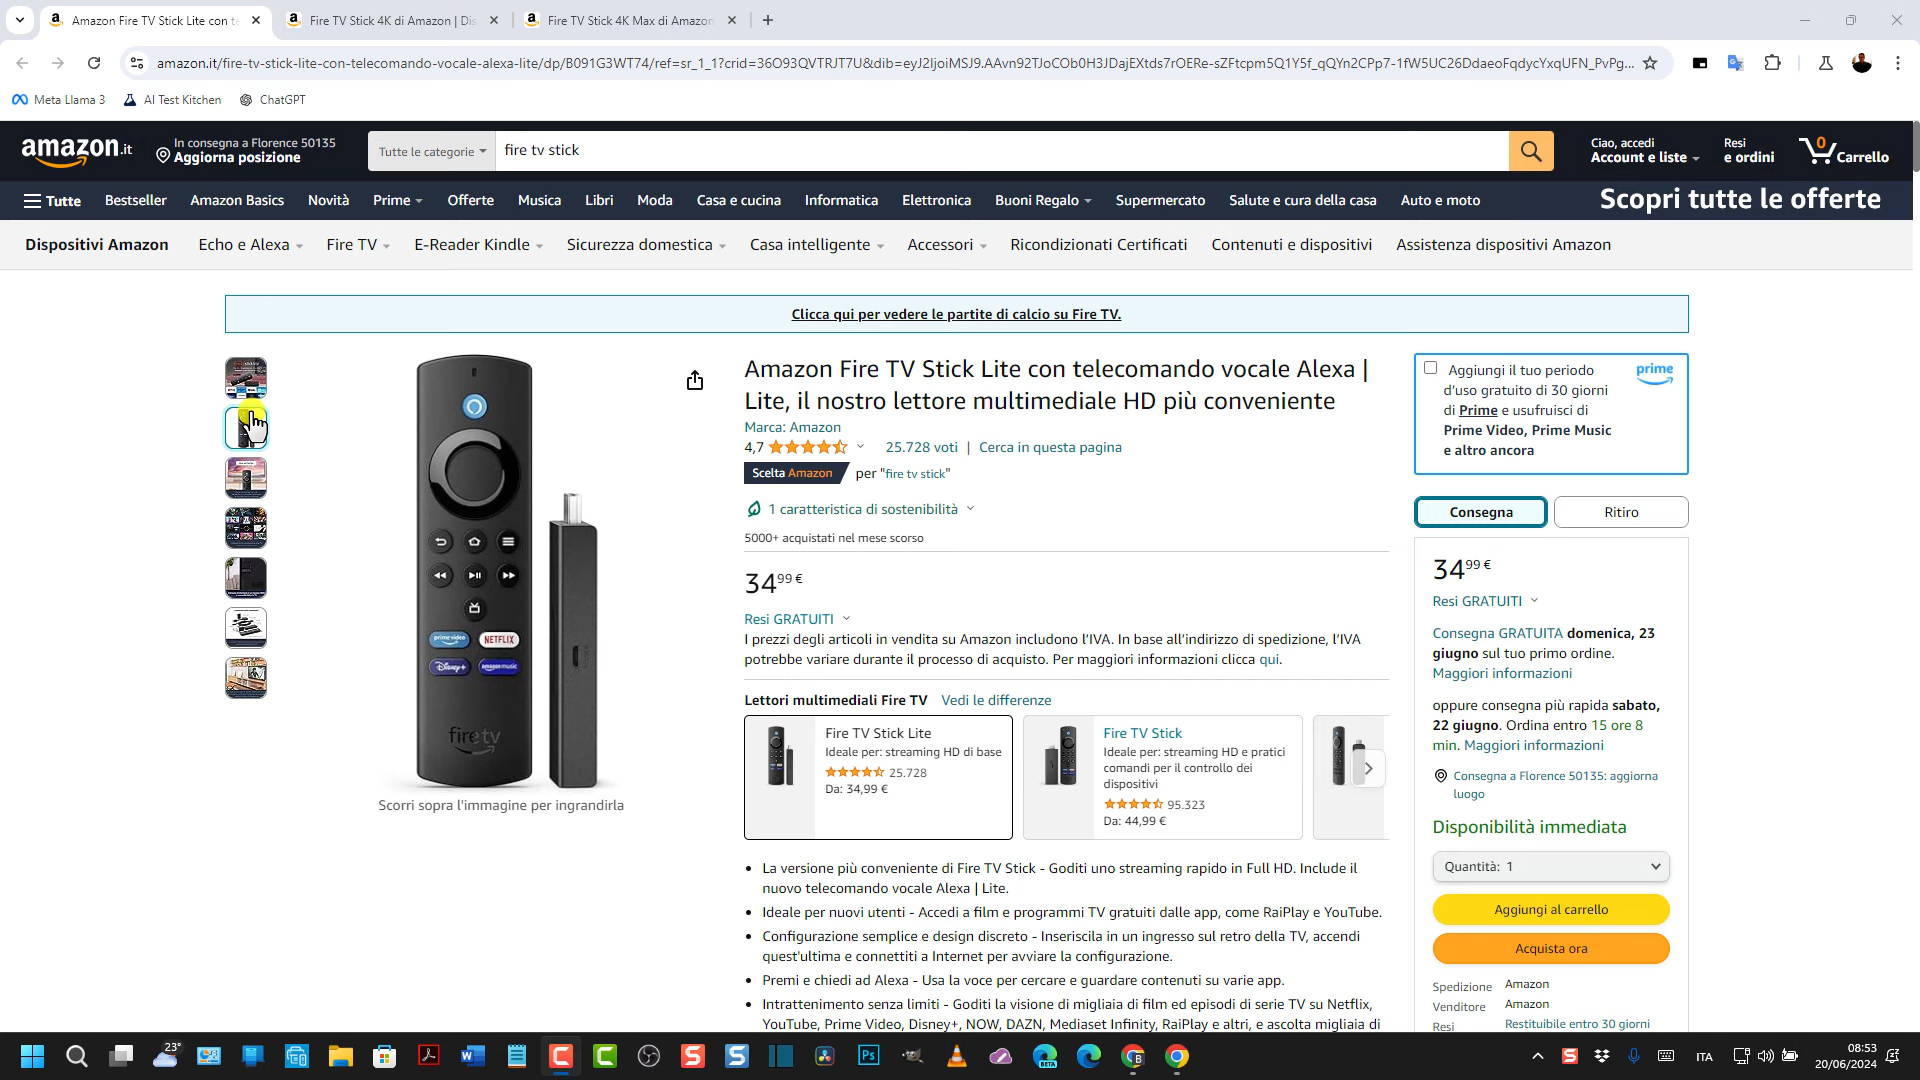 Amazon Fire TV Stick Lite con te
Fire TV Stick 4K di Amazon | Dis
Fire TV Stick 4K Max di Amazon
amazon.it/fire-tv-stick-lite-con-telecomando-vocale-alexa-lite/dp/B091G3WT74/ref=sr_1_1?crid=36O93QVTRJT7U&dib=eyJ2IjoiMSJ9.AAvn92TJoCOb0H3JDajEXtds7rOERe-sZFtcpm5Q1Y5f_qQYn2CPp7-1fW5UC26DdaeoFqdycYxqUFN_PvPg...
Meta Llama 3
AI Test Kitchen
ChatGPT
amazon.it
In consegna a Florence 50135
Aggiorna posizione
Tutte le categorie
fire tv stick
Ciao, accedi
Account e liste
Resi
e ordini
0
Carrello
Tutte
Bestseller
Amazon Basics
Novità
Prime
Offerte
Musica
Libri
Moda
Casa e cucina
Informatica
Elettronica
Buoni Regalo
Supermercato
Salute e cura della casa
Auto e moto
Scopri tutte le offerte
Dispositivi Amazon
Echo e Alexa
Fire TV
E-Reader Kindle
Sicurezza domestica
Casa intelligente
Accessori
Ricondizionati Certificati
Contenuti e dispositivi
Assistenza dispositivi Amazon
Clicca qui per vedere le partite di calcio su Fire TV.
prime video
NETFLIX
Disney+
amazon music
fire tv
Scorri sopra l'immagine per ingrandirla
Amazon Fire TV Stick Lite con telecomando vocale Alexa |
Lite, il nostro lettore multimediale HD più conveniente
Marca: Amazon
4,7
25.728 voti | Cerca in questa pagina
Scelta Amazon per "fire tv stick"
1 caratteristica di sostenibilità
5000+ acquistati nel mese scorso
34 99 €
Resi GRATUITI
I prezzi degli articoli in vendita su Amazon includono l'IVA. In base all'indirizzo di spedizione, l'IVA
potrebbe variare durante il processo di acquisto. Per maggiori informazioni clicca qui.
Lettori multimediali Fire TV Vedi le differenze
Fire TV Stick Lite
Ideale per: streaming HD di base
25.728
Da: 34,99 €
Fire TV Stick
Ideale per: streaming HD e pratici
comandi per il controllo dei
dispositivi
95.323
Da: 44,99 €
• La versione più conveniente di Fire TV Stick - Goditi uno streaming rapido in Full HD. Include il
nuovo telecomando vocale Alexa | Lite.
• Ideale per nuovi utenti - Accedi a film e programmi TV gratuiti dalle app, come RaiPlay e YouTube.
• Configurazione semplice e design discreto - Inseriscila in un ingresso sul retro della TV, accendi
quest'ultima e connettiti a Internet per avviare la configurazione.
• Premi e chiedi ad Alexa - Usa la voce per cercare e guardare contenuti su varie app.
• Intrattenimento senza limiti - Goditi la visione di migliaia di film ed episodi di serie TV su Netflix,
YouTube, Prime Video, Disney+, NOW, DAZN, Mediaset Infinity, RaiPlay e altri, e ascolta migliaia di
Aggiungi il tuo periodo
d'uso gratuito di 30 giorni
di Prime e usufruisci di
Prime Video, Prime Music
e altro ancora
prime
Consegna
Ritiro
34 99 €
Resi GRATUITI
Consegna GRATUITA domenica, 23
giugno sul tuo primo ordine.
Maggiori informazioni
oppure consegna più rapida sabato,
22 giugno. Ordina entro 15 ore 8
min. Maggiori informazioni
Consegna a Florence 50135: aggiorna
luogo
Disponibilità immediata
Quantità: 1
Aggiungi al carrello
Acquista ora
Spedizione Amazon
Venditore Amazon
Resi Restituibile entro 30 giorni
23°
ITA
08:53
20/06/2024